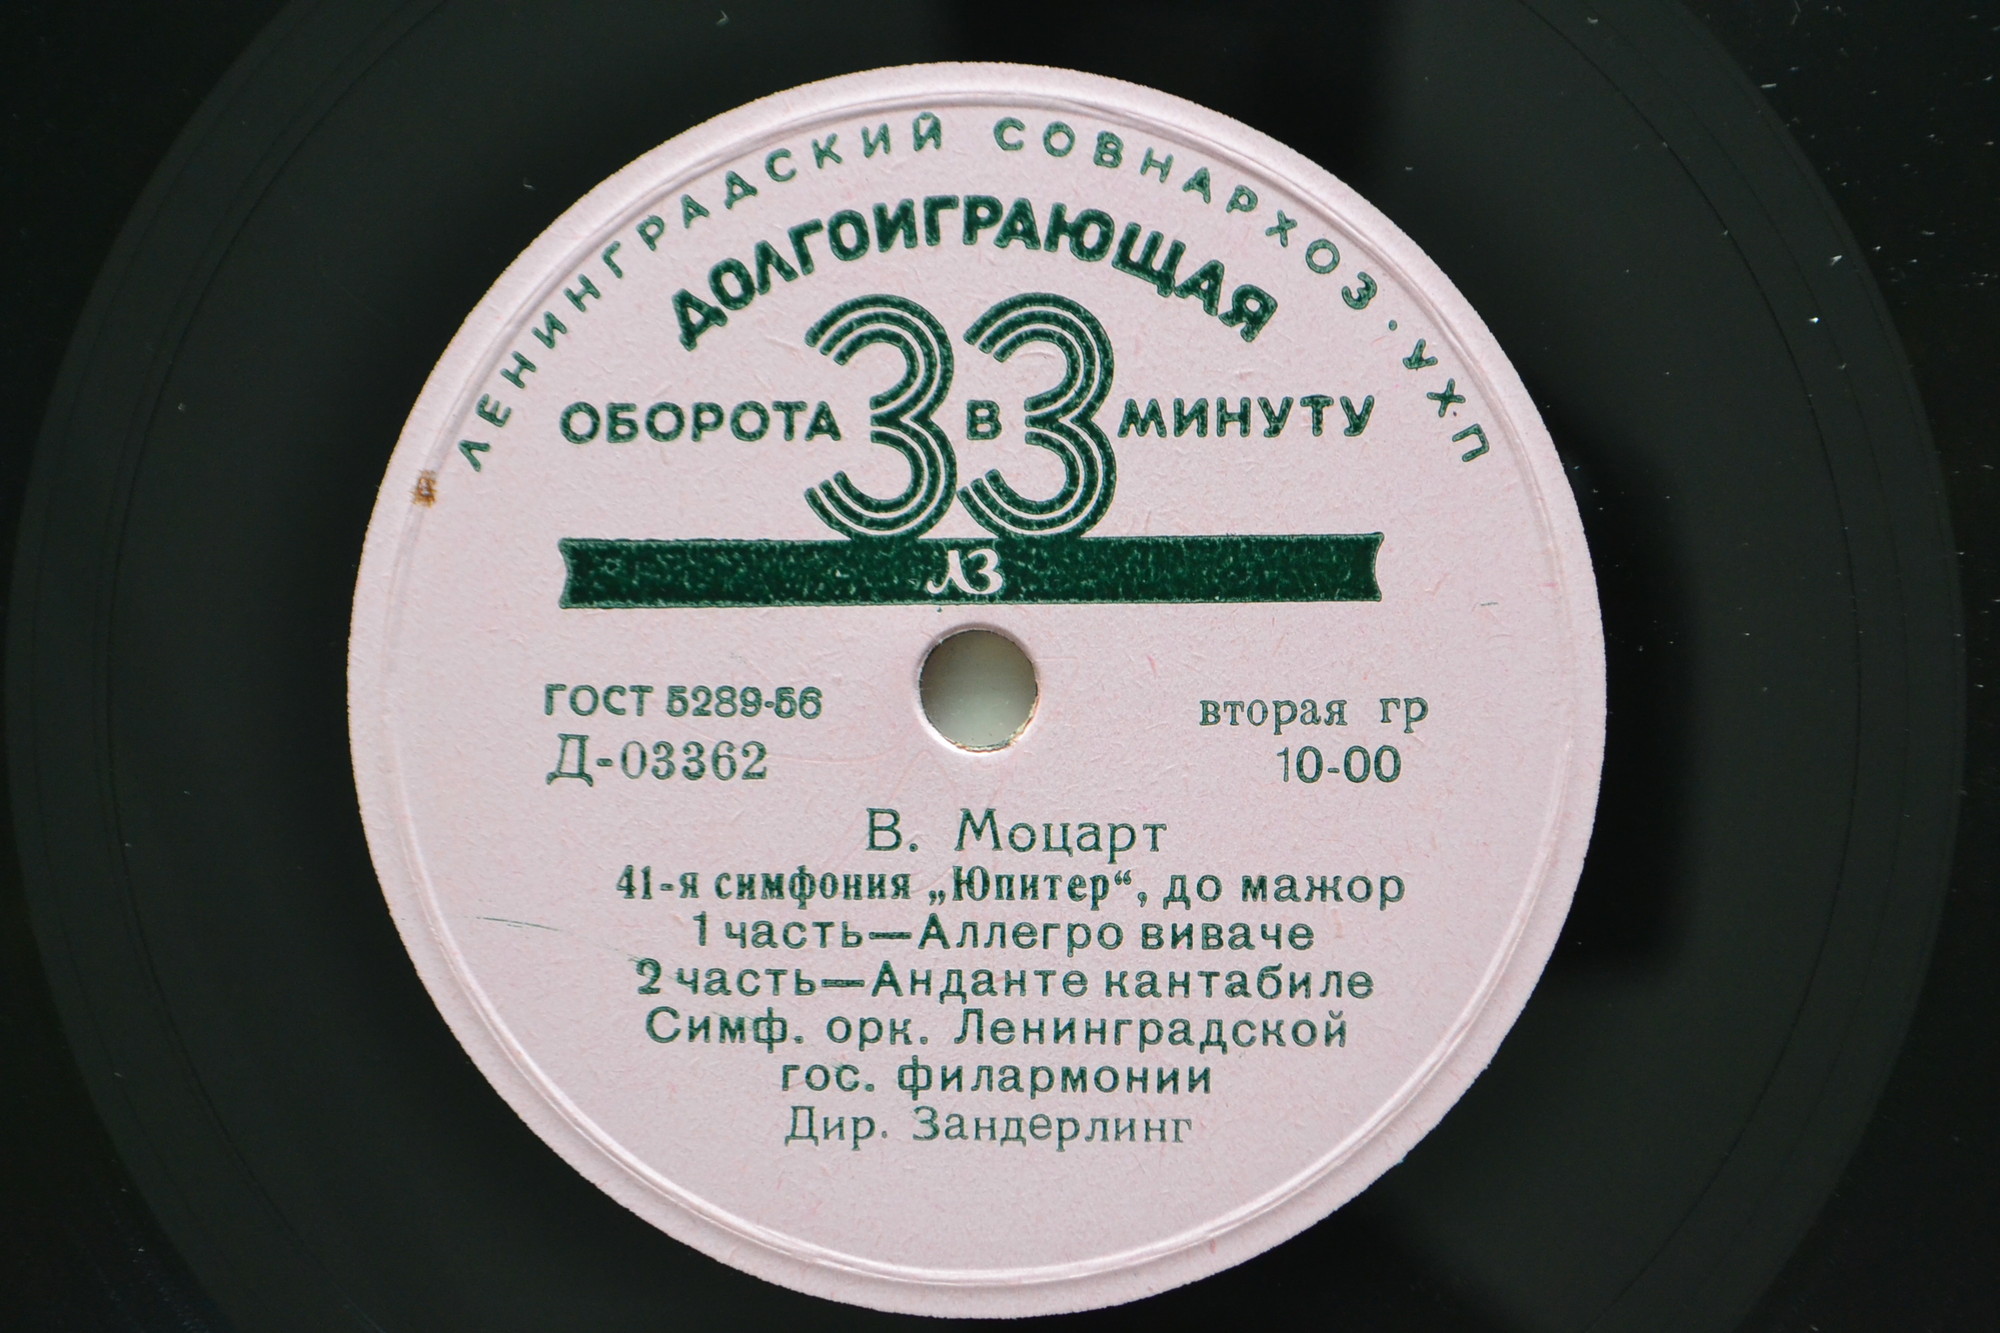 ЛЕНИНГРАДСКИЙ СОВНАРХОЗ. УХП
ДОЛГОИГРАЮЩАЯ
ОБОРОТА 33 В МИНУТУ
ЛЗ
ГОСТ 5289-56
вторая гр
Д-03362
10-00
В. Моцарт
41-я симфония „Юпитер“, до мажор
1 часть—Аллегро виваче
2 часть—Анданте кантабиле
Симф. орк. Ленинградской
гос. филармонии
Дир. Зандерлинг